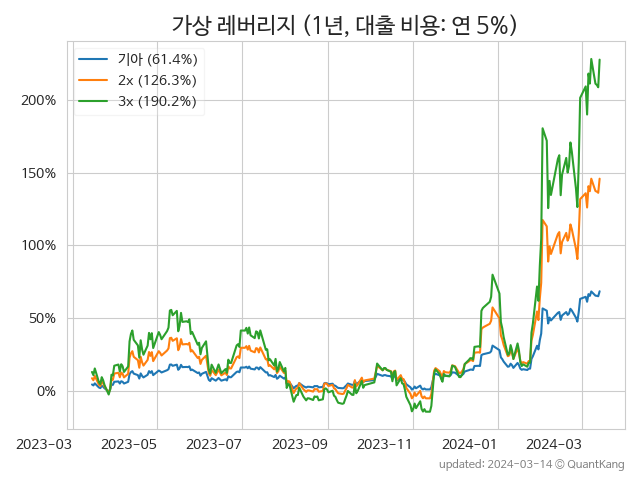 가상 레버리지 (1년, 대출 비용: 연 5%)
기아 (61.4%)
2x (126.3%)
3x (190.2%)
200%
150%
100%
50%
0%
2023-03 2023-05 2023-07 2023-09 2023-11 2024-01 2024-03
updated: 2024-03-14 © QuantKang